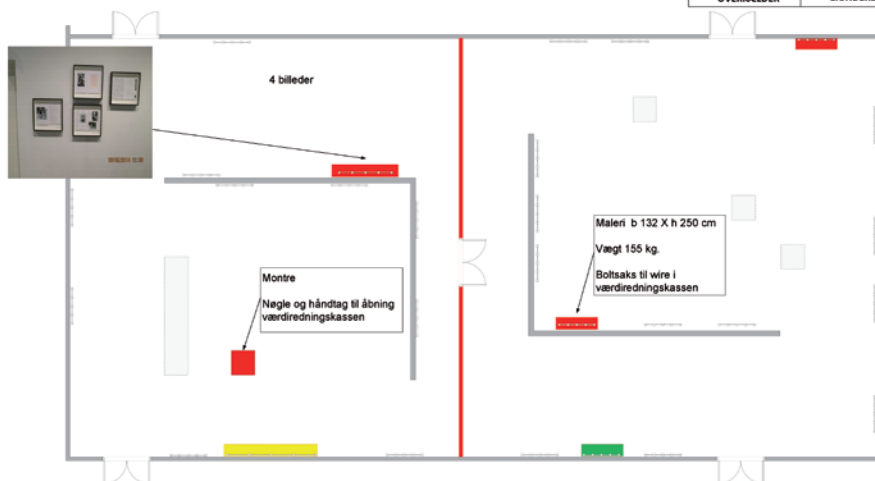 4 billeder
Maleri b 132 X h 250 cm
Vægt 155 kg.
Boltsaks til wire i
værdiredningskassen
Montre
Nøgle og håndtag til åbning
værdiredningskassen